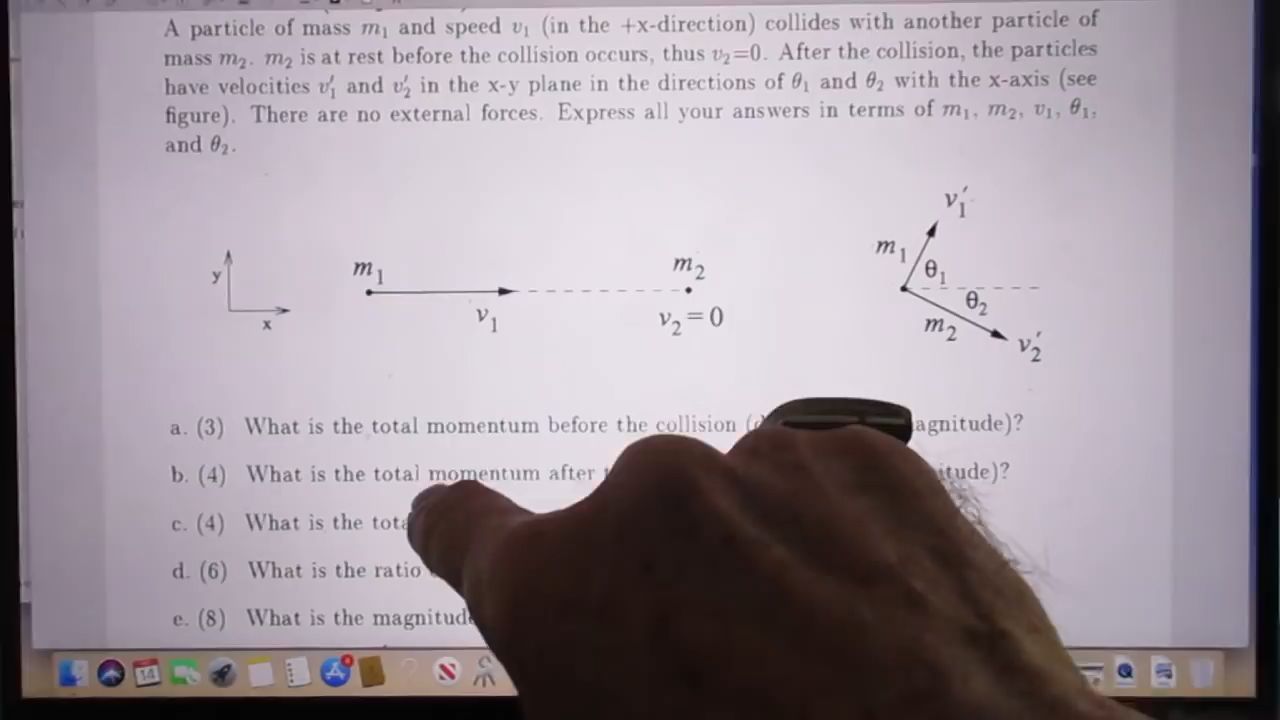 A particle of mass m₁ and speed v₁ (in the +x-direction) collides with another particle of
mass m₂. m₂ is at rest before the collision occurs, thus v₂=0. After the collision, the particles
have velocities v₁′ and v₂′ in the x-y plane in the directions of θ₁ and θ₂ with the x-axis (see
figure). There are no external forces. Express all your answers in terms of m₁, m₂, v₁, θ₁,
and θ₂.
y
x
m₁
v₁
m₂
v₂ = 0
v₁′
m₁
θ₁
θ₂
m₂
v₂′
a. (3) What is the total momentum before the collision
b. (4) What is the total momentum after
c. (4) What is the
d. (6) What is the ratio
e. (8) What is the
14